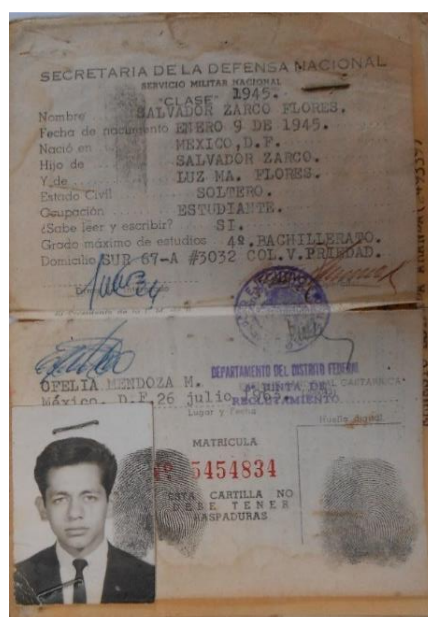 SECRETARIA DE LA DEFENSA NACIONAL
SERVICIO MILITAR NACIONAL
"CLASE" 1945.
Nombre SALVADOR ZARCO FLORES.
Fecha de nacimiento ENERO 9 DE 1945.
Nació en MEXICO, D.F.
Hijo de SALVADOR ZARCO.
Y de LUZ MA. FLORES.
Estado Civil SOLTERO.
Ocupación ESTUDIANTE.
¿Sabe leer y escribir? SI.
Grado máximo de estudios 4º. BACHILLERATO.
Domicilio SUR 67-A #3032 COL. V. PRIEDAD.
OFELIA MENDOZA M.
DEPARTAMENTO DEL DISTRITO FEDERAL
JUNTA DE
RECLUTAMIENTO
México, D.F. 26 julio
Lugar y Fecha
Huella digital
MATRICULA
Nº 5454834
ESTA CARTILLA NO
DEBE TENER
RASPADURAS